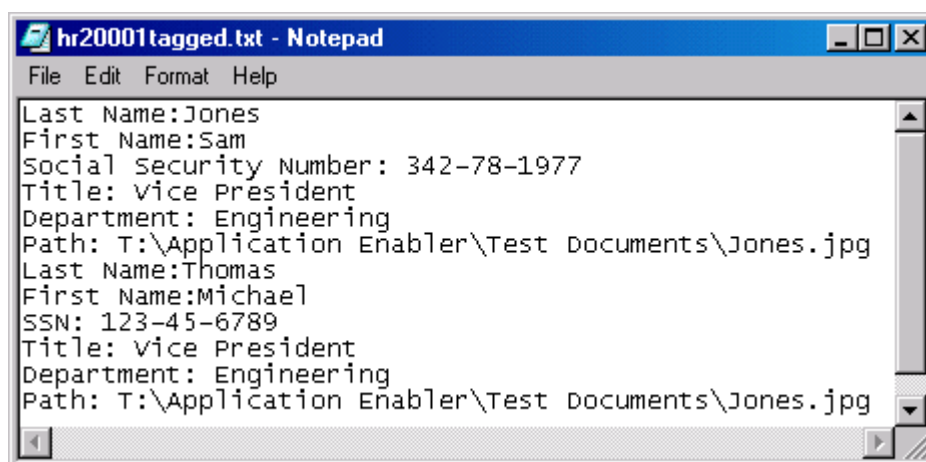 hr20001tagged.txt - Notepad
File Edit Format Help
Last Name:Jones
First Name:Sam
Social Security Number: 342-78-1977
Title: Vice President
Department: Engineering
Path: T:\Application Enabler\Test Documents\Jones.jpg
Last Name:Thomas
First Name:Michael
SSN: 123-45-6789
Title: Vice President
Department: Engineering
Path: T:\Application Enabler\Test Documents\Jones.jpg